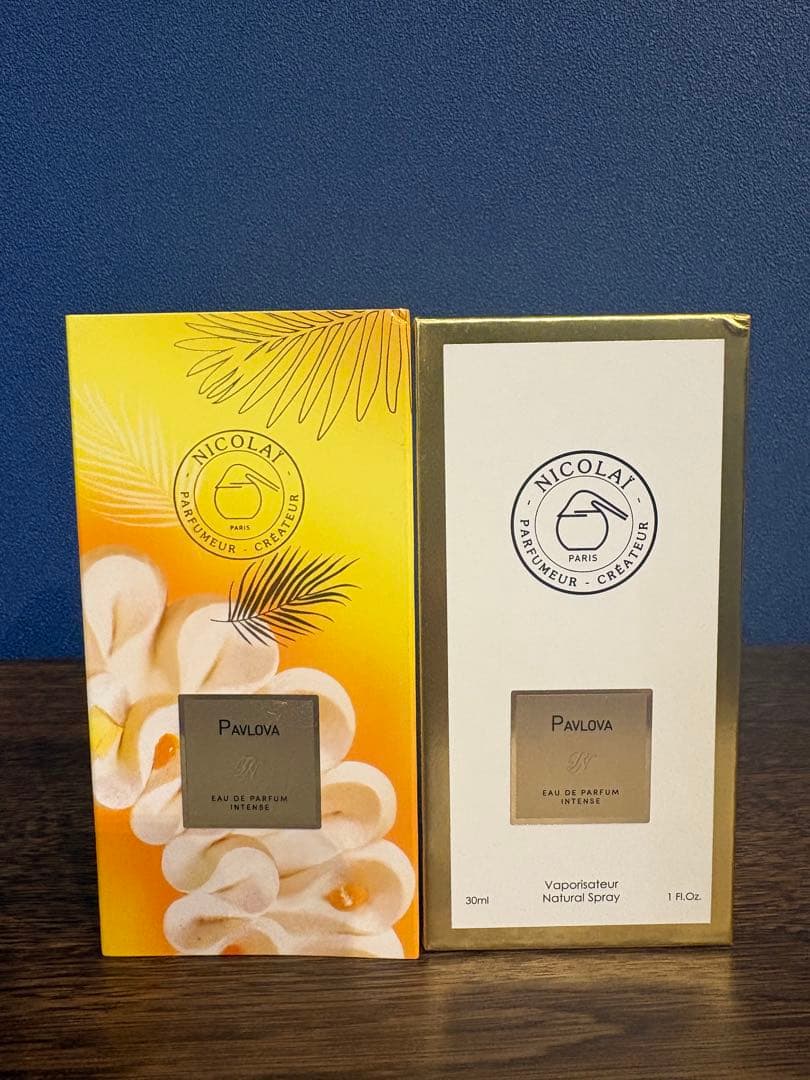 NICOLAÏ
PARIS
PARFUMEUR - CRÉATEUR
PAVLOVA
EAU DE PARFUM
INTENSE
NICOLAÏ
PARIS
PARFUMEUR - CRÉATEUR
PAVLOVA
EAU DE PARFUM
INTENSE
30ml
Vaporisateur
Natural Spray
1 Fl.Oz.